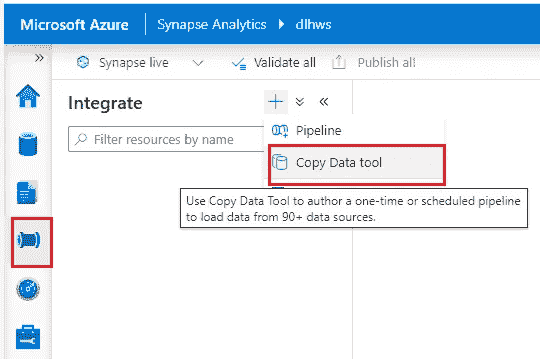 Microsoft Azure Synapse Analytics ▸ dlhws
» Synapse live Validate all Publish all
Integrate + «
Filter resources by name
Pipeline
Copy Data tool
Use Copy Data Tool to author a one-time or scheduled pipeline
to load data from 90+ data sources.